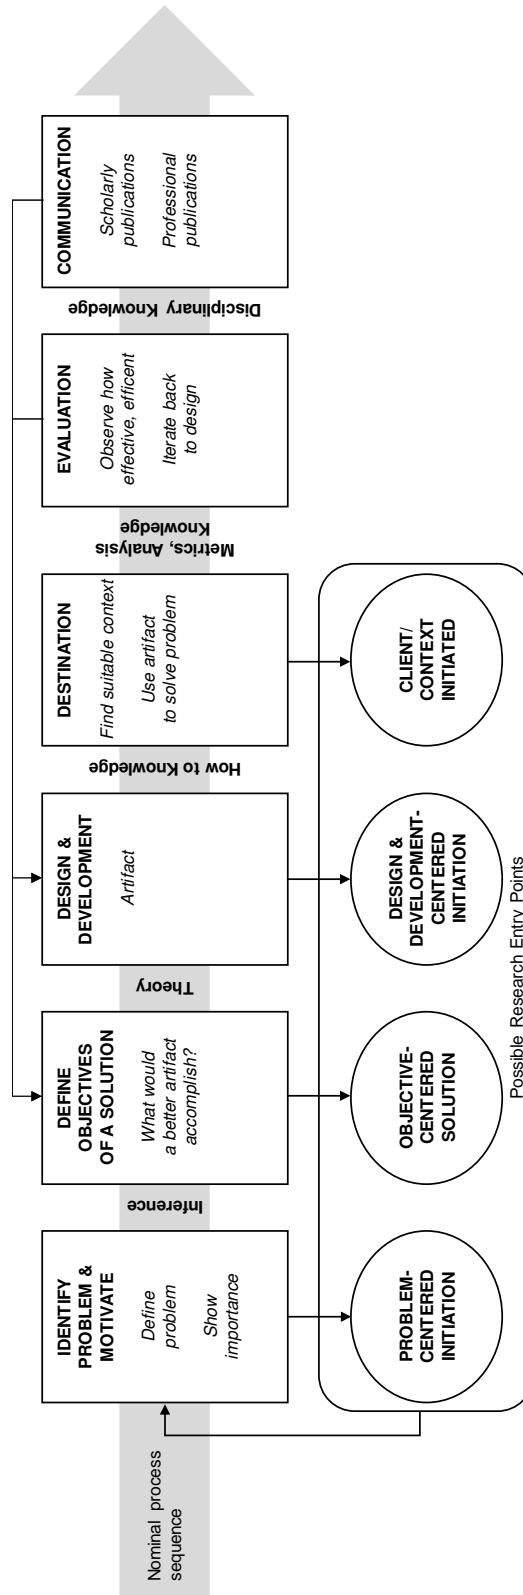 Nominal process
sequence
IDENTIFY
PROBLEM &
MOTIVATE
Define
problem
Show
importance
Inference
DEFINE
OBJECTIVES
OF A SOLUTION
What would
a better artifact
accomplish?
Theory
DESIGN &
DEVELOPMENT
Artifact
How to Knowledge
DESTINATION
Find suitable context
Use artifact
to solve problem
Metrics, Analysis
Knowledge
EVALUATION
Observe how
effective, efficent
Iterate back
to design
Disciplinary Knowledge
COMMUNICATION
Scholarly
publications
Professional
publications
PROBLEM-
CENTERED
INITIATION
OBJECTIVE-
CENTERED
SOLUTION
DESIGN &
DEVELOPMENT-
CENTERED
INITIATION
CLIENT/
CONTEXT
INITIATED
Possible Research Entry Points